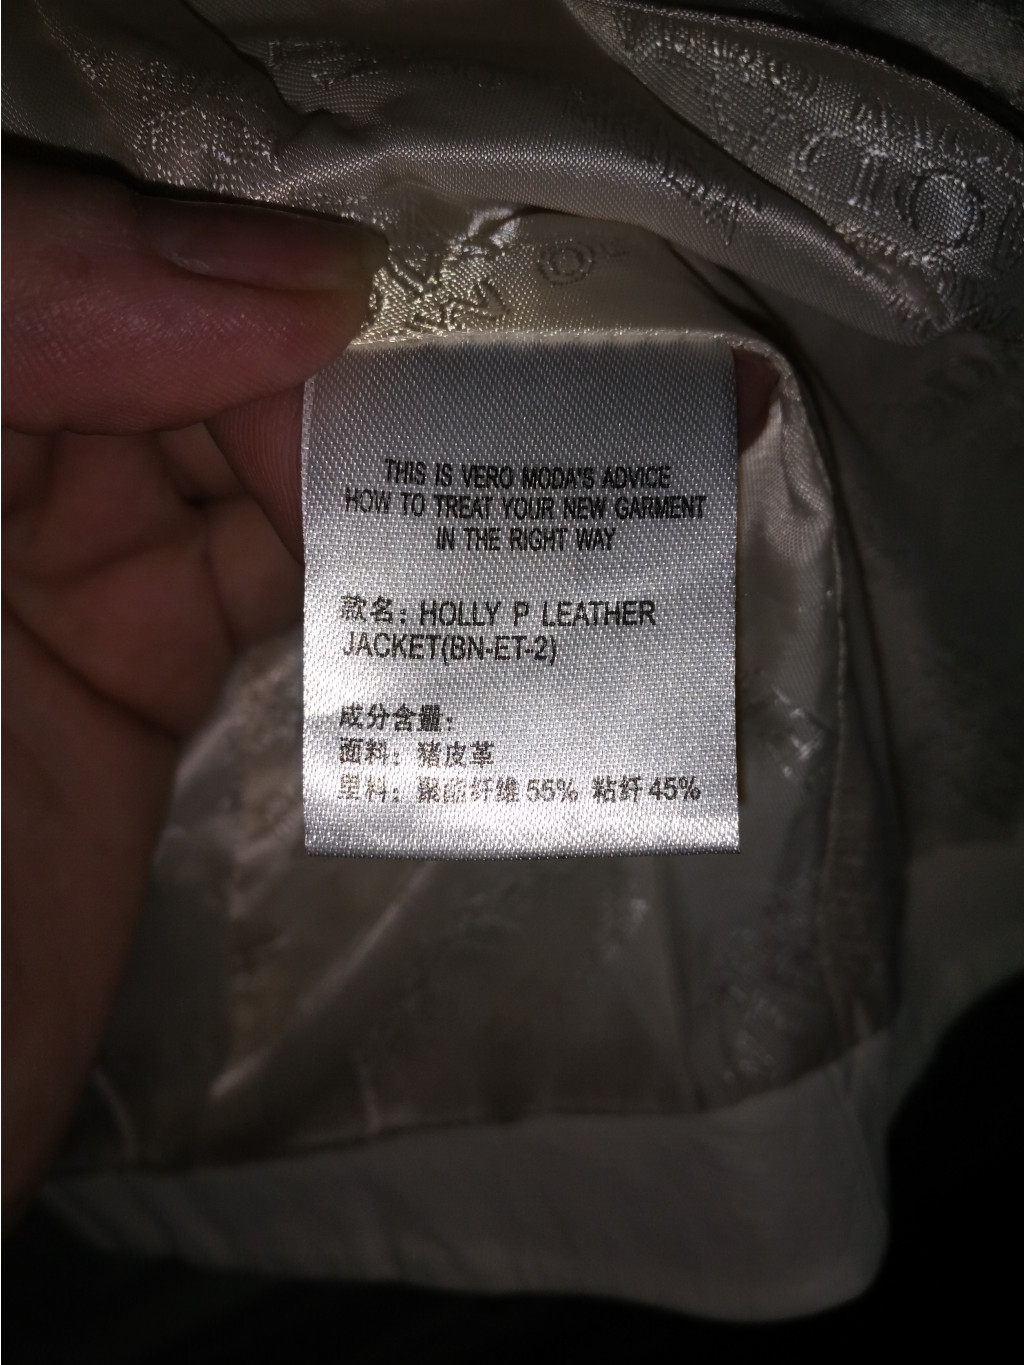 THIS IS VERO MODA'S ADVICE
HOW TO TREAT YOUR NEW GARMENT
IN THE RIGHT WAY
款名: HOLLY P LEATHER
JACKET(BN-ET-2)
成分含量:
面料: 猪皮革
里料: 聚酯纤维 55% 粘纤 45%